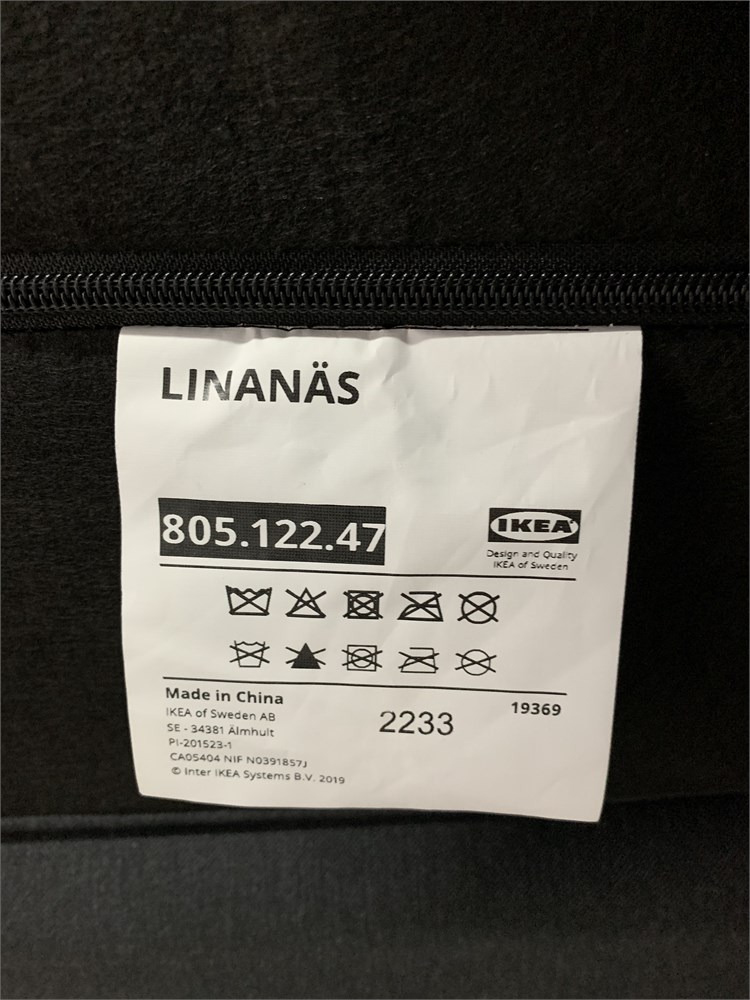 LINANÄS
805.122.47
IKEA
Design and Quality
IKEA of Sweden
Made in China
IKEA of Sweden AB
SE - 34381 Älmhult
PI-201523-1
CA05404 NIF N0391857J
© Inter IKEA Systems B.V. 2019
2233
19369